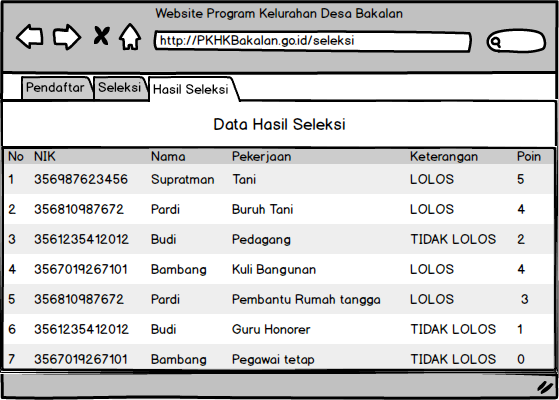 Website Program Kelurahan Desa Bakalan
http://PKHKBakalan.go.id/seleksi
Pendaftar Seleksi Hasil Seleksi
Data Hasil Seleksi
No NIK Nama Pekerjaan Keterangan Poin
1 356987623456 Supratman Tani LOLOS 5
2 356810987672 Pardi Buruh Tani LOLOS 4
3 3561235412012 Budi Pedagang TIDAK LOLOS 2
4 3567019267101 Bambang Kuli Bangunan LOLOS 4
5 356810987672 Pardi Pembantu Rumah tangga LOLOS 3
6 3561235412012 Budi Guru Honorer TIDAK LOLOS 1
7 3567019267101 Bambang Pegawai tetap TIDAK LOLOS 0